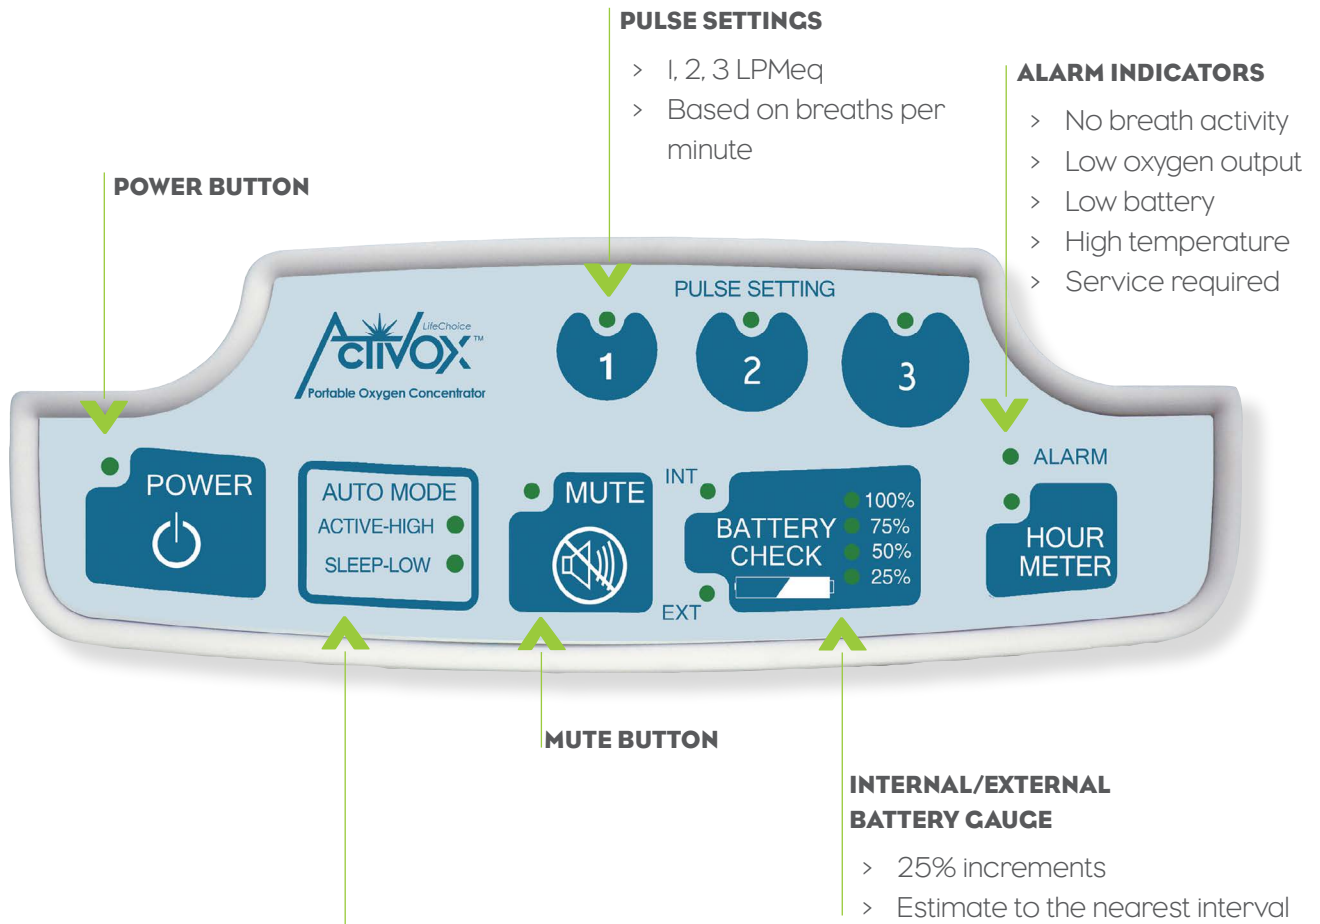 PULSE SETTINGS
> 1, 2, 3 LPMeq
> Based on breaths per
minute
ALARM INDICATORS
> No breath activity
> Low oxygen output
> Low battery
> High temperature
> Service required
POWER BUTTON
PULSE SETTING
1
2
3
LifeChoice
ACTIVOX™
Portable Oxygen Concentrator
POWER
AUTO MODE
ACTIVE-HIGH
SLEEP-LOW
MUTE
INT
EXT
BATTERY
CHECK
100%
75%
50%
25%
ALARM
HOUR
METER
MUTE BUTTON
INTERNAL/EXTERNAL
BATTERY GAUGE
> 25% increments
> Estimate to the nearest interval